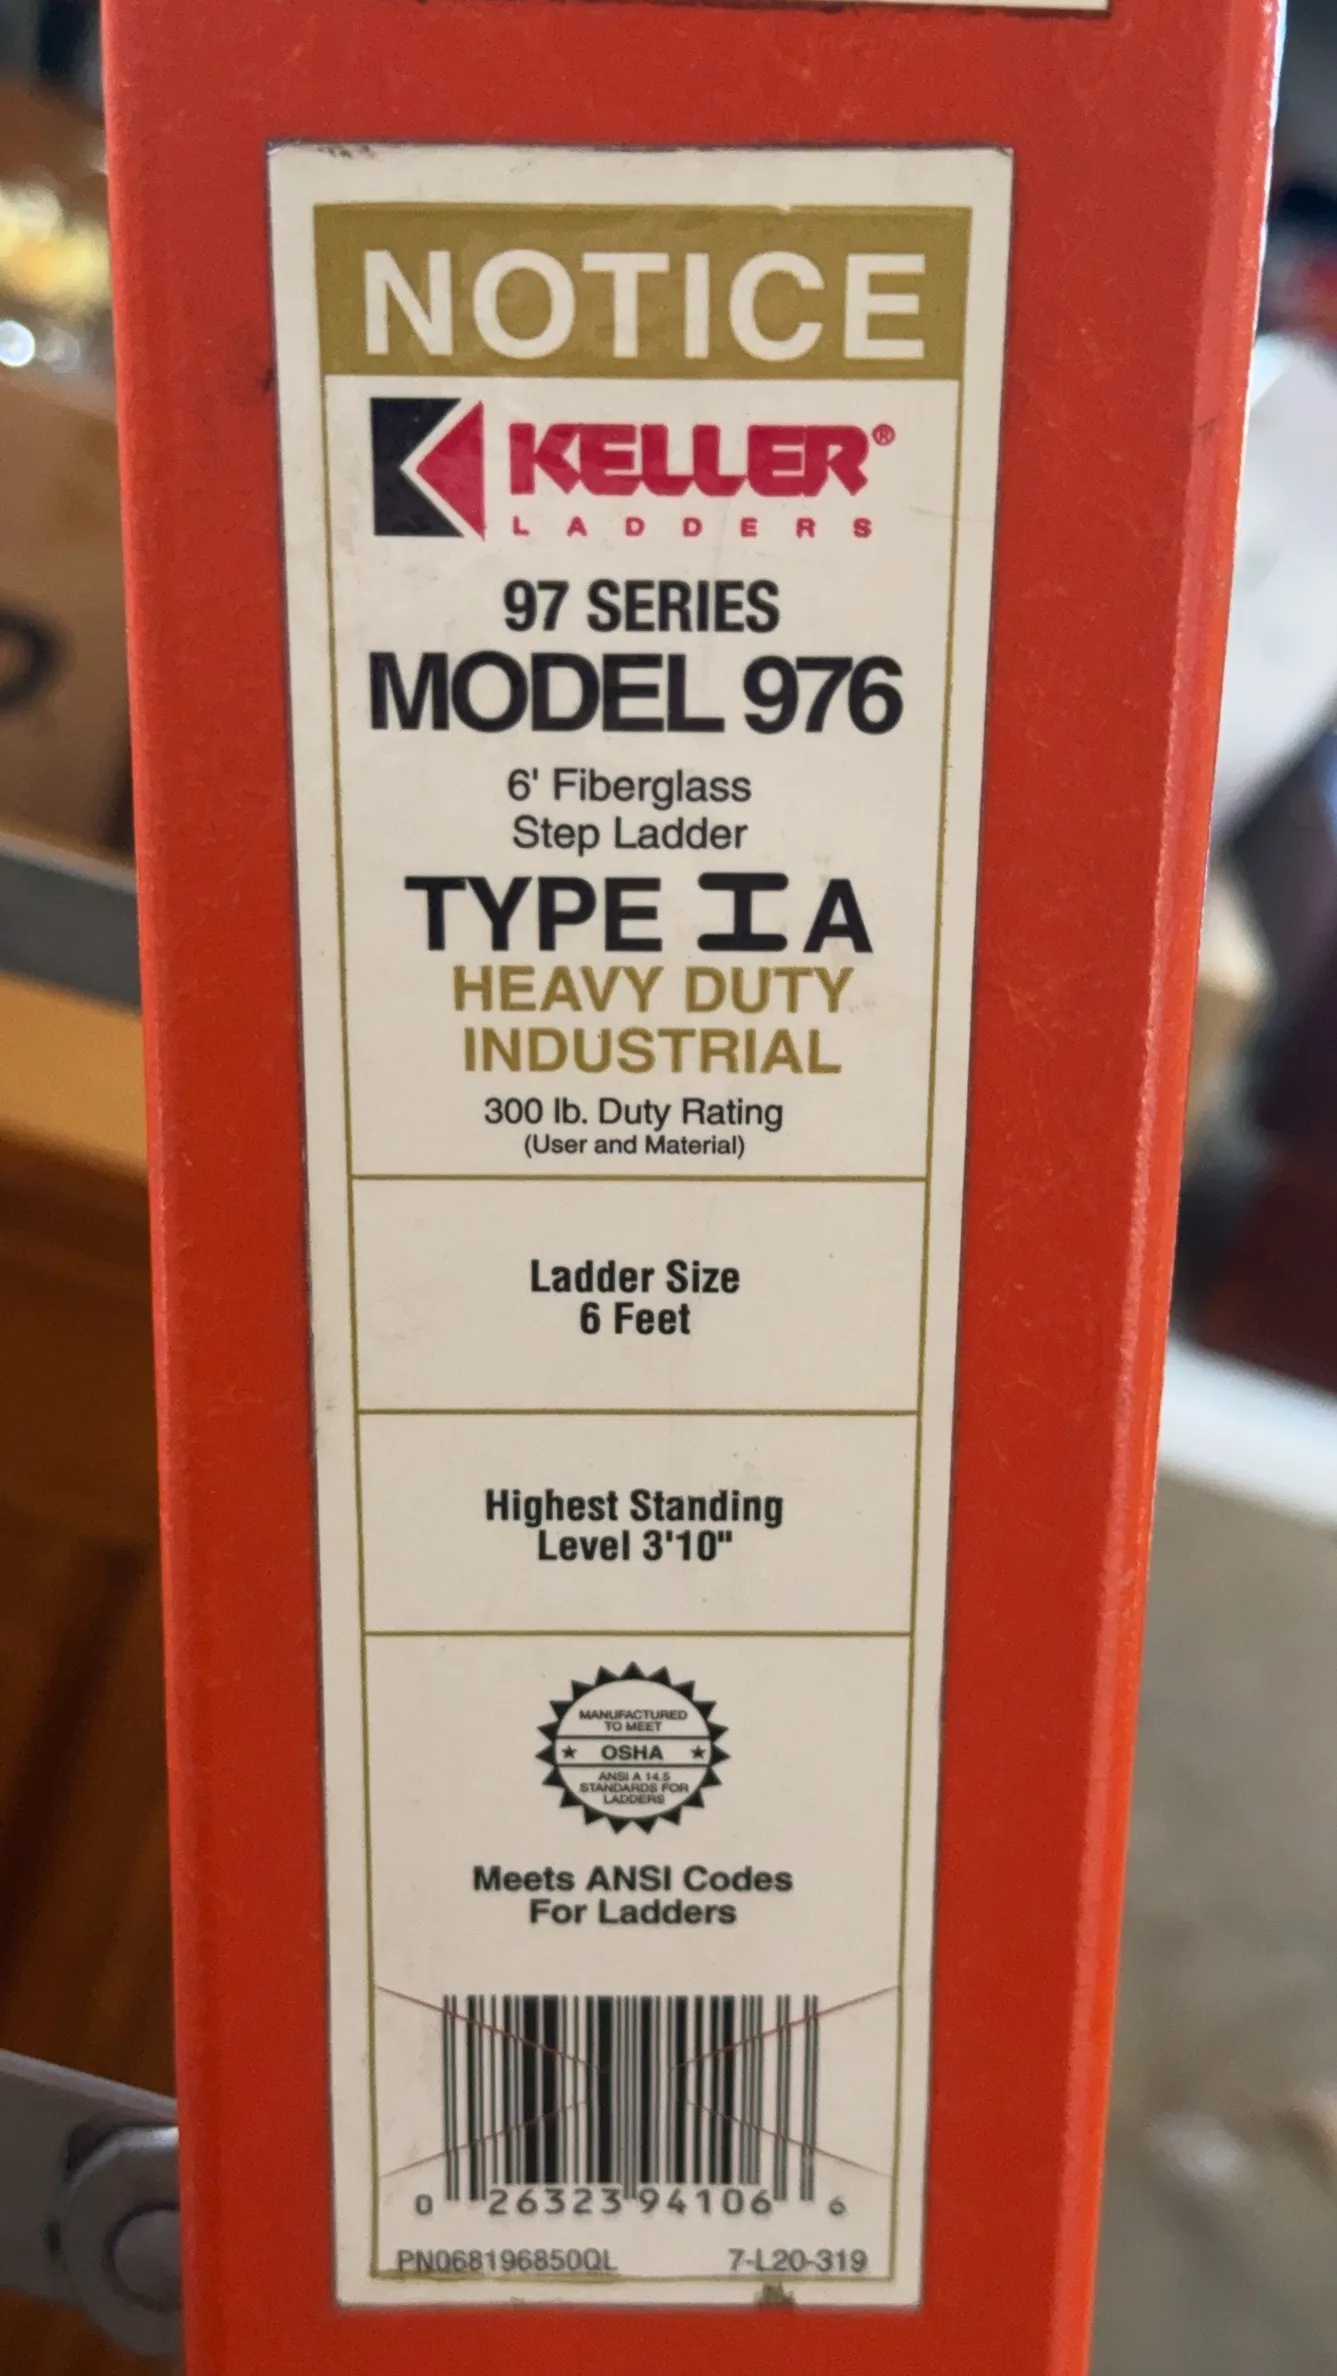 NOTICE
KELLER®
LADDERS
97 SERIES
MODEL 976
6' Fiberglass
Step Ladder
TYPE IA
HEAVY DUTY
INDUSTRIAL
300 lb. Duty Rating
(User and Material)
Ladder Size
6 Feet
Highest Standing
Level 3'10"
MANUFACTURED
TO MEET
★ OSHA ★
ANSI A 14.5
STANDARDS FOR
LADDERS
Meets ANSI Codes
For Ladders
0 26323 94106 6
PN068196850QL 7-L20-319